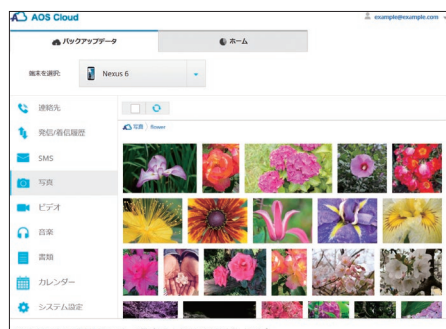 AOS Cloud
example@example.com
バックアップデータ
ホーム
端末を選択:
Nexus 6
連絡先
発信/着信履歴
写真 〉 flower
SMS
写真
ビデオ
音楽
書類
カレンダー
システム設定